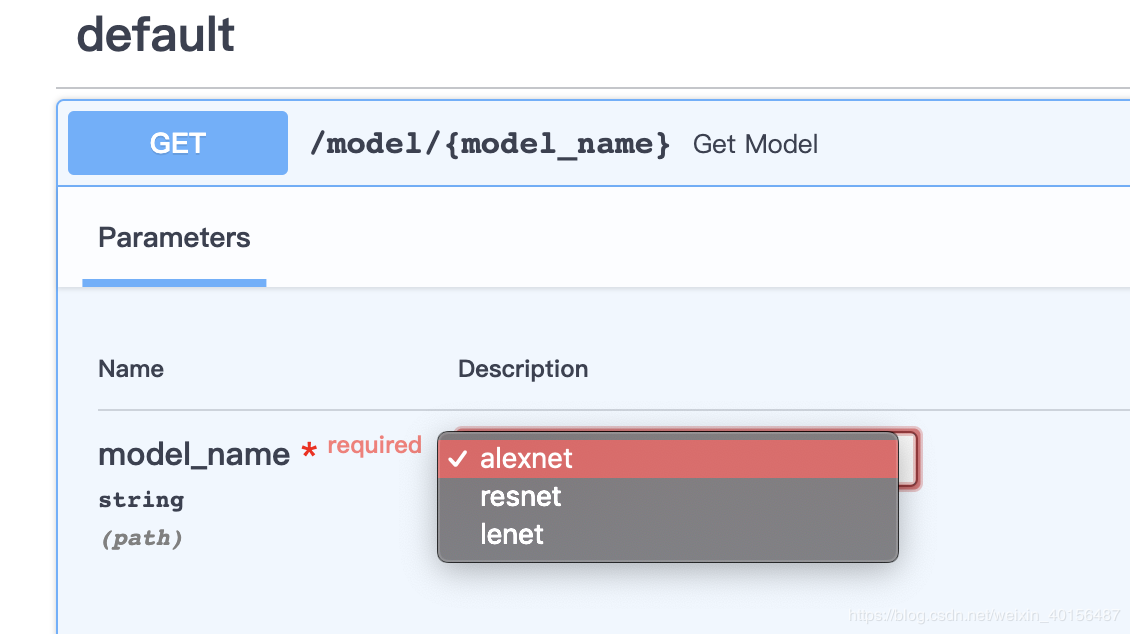 default
GET /model/{model_name} Get Model
Parameters
Name Description
model_name * required
string
(path)
✓ alexnet
resnet
lenet
https://blog.csdn.net/weixin_40156487